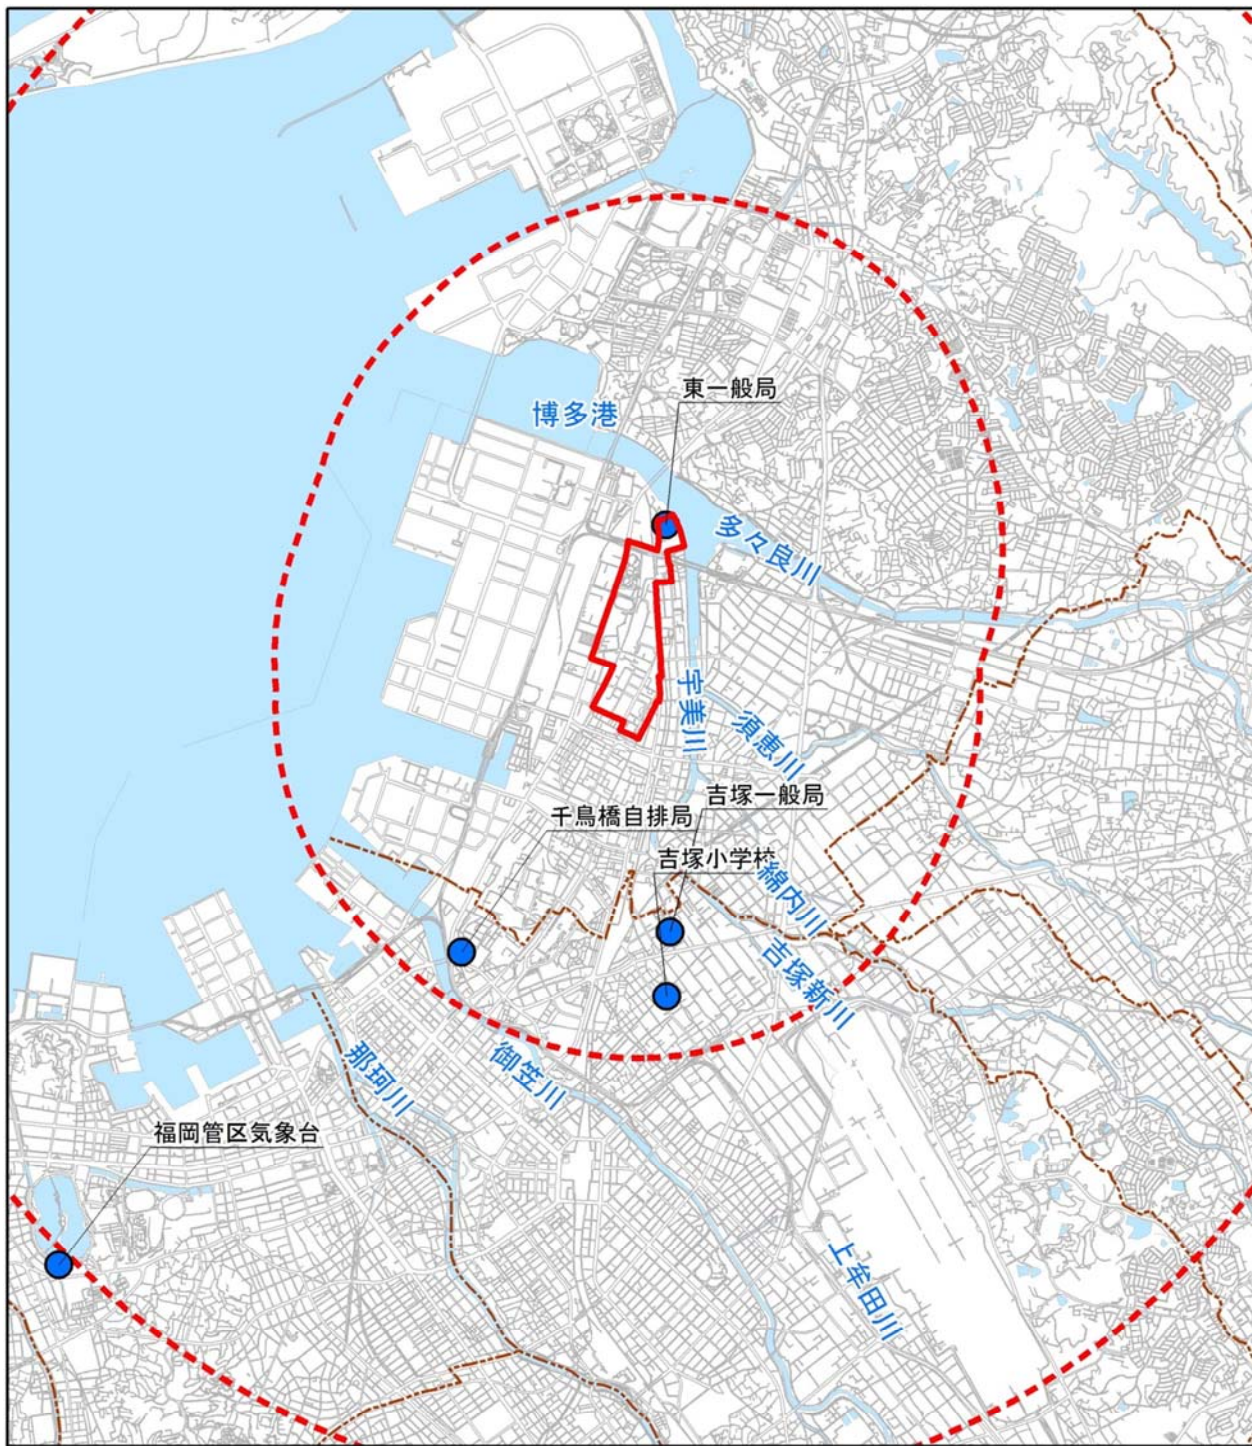 東一般局
博多港
多々良川
宇美川
須恵川
吉塚一般局
千鳥橋自排局
吉塚小学校
綿内川
吉塚新川
御笠川
那珂川
福岡管区気象台
上牟田川